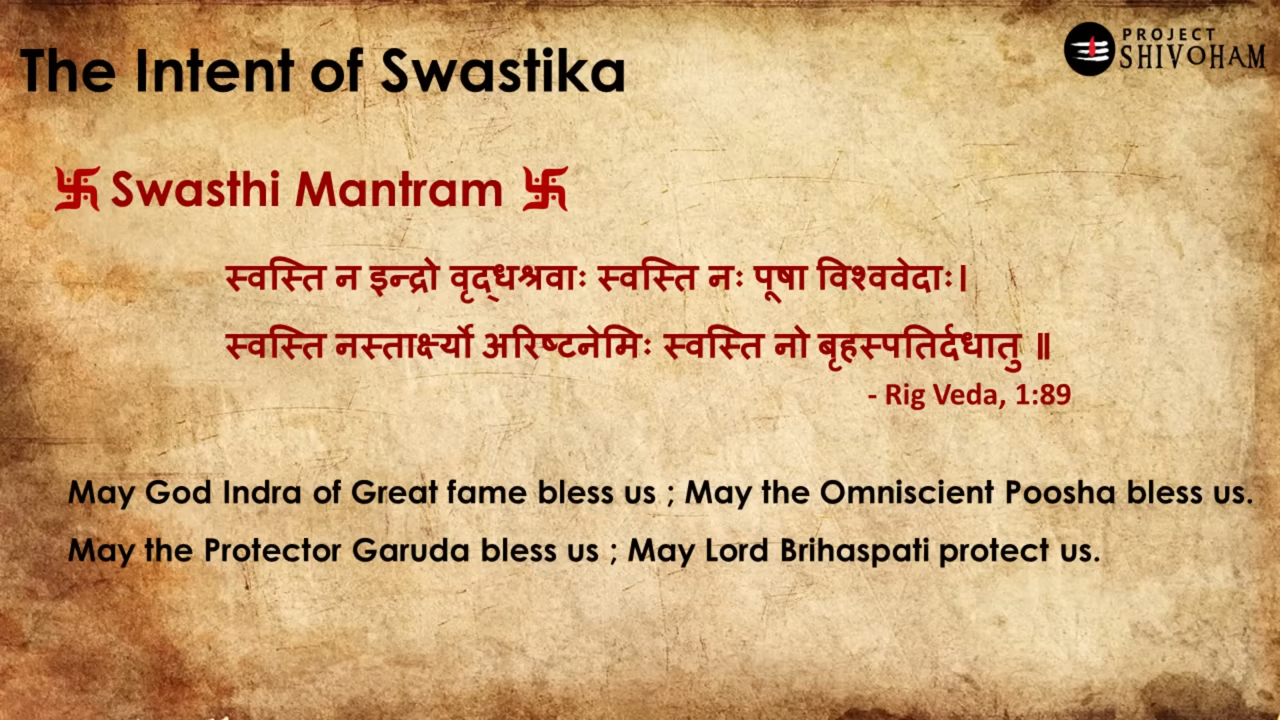 The Intent of Swastika
PROJECT
SHIVOHAM
卐 Swasthi Mantram 卐
स्वस्ति न इन्द्रो वृद्धश्रवाः स्वस्ति नः पूषा विश्ववेदाः।
स्वस्ति नस्तार्क्ष्यो अरिष्टनेमिः स्वस्ति नो बृहस्पतिर्दधातु ॥
- Rig Veda, 1:89
May God Indra of Great fame bless us ; May the Omniscient Poosha bless us.
May the Protector Garuda bless us ; May Lord Brihaspati protect us.